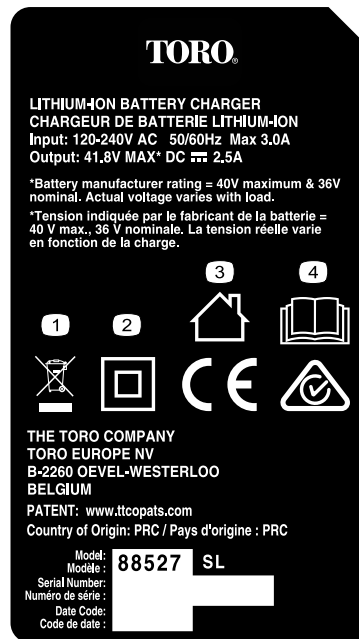 TORO®
LITHIUM-ION BATTERY CHARGER
CHARGEUR DE BATTERIE LITHIUM-ION
Input: 120-240V AC 50/60Hz Max 3.0A
Output: 41.8V MAX* DC ⎓ 2.5A
*Battery manufacturer rating = 40V maximum & 36V
nominal. Actual voltage varies with load.
*Tension indiquée par le fabricant de la batterie =
40 V max., 36 V nominale. La tension réelle varie
en fonction de la charge.
3 4
1 2
CE
THE TORO COMPANY
TORO EUROPE NV
B-2260 OEVEL-WESTERLOO
BELGIUM
PATENT: www.ttcopats.com
Country of Origin: PRC / Pays d'origine : PRC
Model:
Modèle : 88527 SL
Serial Number:
Numéro de série :
Date Code:
Code de date :